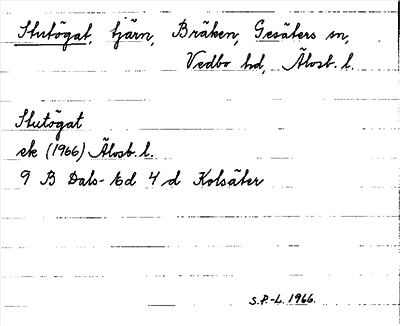 Stutögat, tjärn, Bräken, Gesäters sn,
Vedbo hd, Älvsb. l.
Stutögat
ek (1966) Älvsb. l.
9 B Dals-Ed 4 d Kolsäter
S.P.-L. 1966.